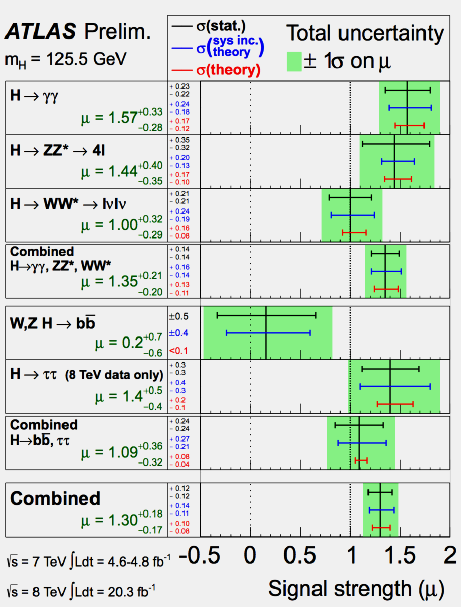 ATLAS Prelim.
m_H = 125.5 GeV
σ(stat.)
σ(sys inc. theory)
σ(theory)
Total uncertainty
± 1σ on μ
H → γγ
μ = 1.57 +0.33 -0.28
+ 0.23 - 0.22
+ 0.24 - 0.18
+ 0.17 - 0.12
H → ZZ* → 4l
μ = 1.44 +0.40 -0.35
+ 0.35 - 0.32
+ 0.17 - 0.10
H → WW* → lνlν
μ = 1.00 +0.32 -0.29
+ 0.21 - 0.21
+ 0.24 - 0.19
+ 0.16 - 0.08
Combined
H→γγ, ZZ*, WW*
μ = 1.35 +0.21 -0.20
+ 0.14 - 0.14
+ 0.16 - 0.14
+ 0.13 - 0.11
W,Z H → bb̅
μ = 0.2 +0.7 -0.6
±0.5
±0.4
<0.1
H → ττ (8 TeV data only)
μ = 1.4 +0.5 -0.4
+ 0.3 - 0.3
+ 0.4 - 0.3
+ 0.2 - 0.1
Combined
H→bb̅, ττ
μ = 1.09 +0.36 -0.32
+ 0.24 - 0.24
+ 0.27 - 0.21
+ 0.08 - 0.04
Combined
μ = 1.30 +0.18 -0.17
+ 0.12 - 0.12
+ 0.14 - 0.11
+ 0.10 - 0.08
√s = 7 TeV ∫Ldt = 4.6-4.8 fb⁻¹
√s = 8 TeV ∫Ldt = 20.3 fb⁻¹
-0.5 0 0.5 1 1.5 2
Signal strength (μ)